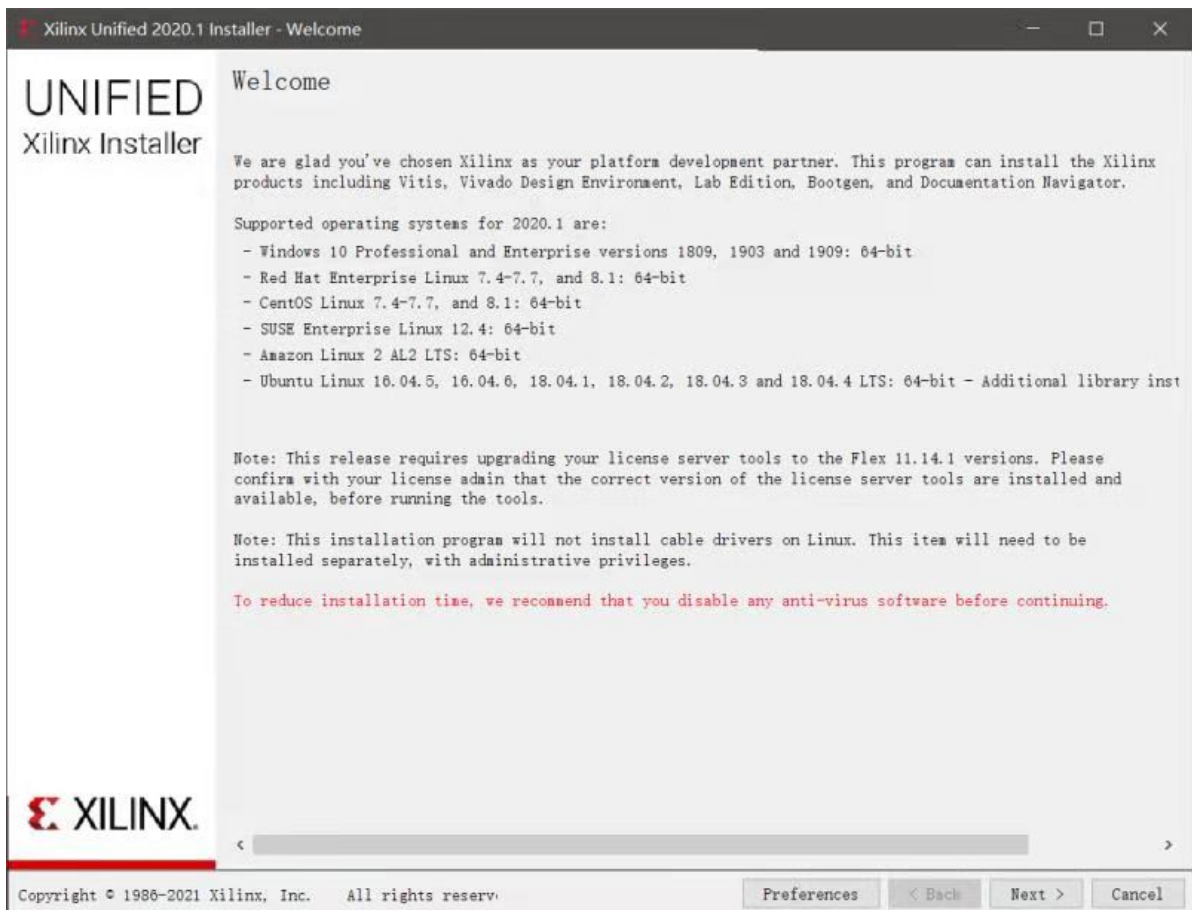 Xilinx Unified 2020.1 Installer - Welcome
UNIFIED
Xilinx Installer
Welcome
We are glad you've chosen Xilinx as your platform development partner. This program can install the Xilinx
products including Vitis, Vivado Design Environment, Lab Edition, Bootgen, and Documentation Navigator.
Supported operating systems for 2020.1 are:
- Windows 10 Professional and Enterprise versions 1809, 1903 and 1909: 64-bit
- Red Hat Enterprise Linux 7.4-7.7, and 8.1: 64-bit
- CentOS Linux 7.4-7.7, and 8.1: 64-bit
- SUSE Enterprise Linux 12.4: 64-bit
- Amazon Linux 2 AL2 LTS: 64-bit
- Ubuntu Linux 16.04.5, 16.04.6, 18.04.1, 18.04.2, 18.04.3 and 18.04.4 LTS: 64-bit - Additional library inst
Note: This release requires upgrading your license server tools to the Flex 11.14.1 versions. Please
confirm with your license admin that the correct version of the license server tools are installed and
available, before running the tools.
Note: This installation program will not install cable drivers on Linux. This item will need to be
installed separately, with administrative privileges.
To reduce installation time, we recommend that you disable any anti-virus software before continuing.
XILINX.
Copyright © 1986-2021 Xilinx, Inc. All rights reserv
Preferences
< Back
Next >
Cancel